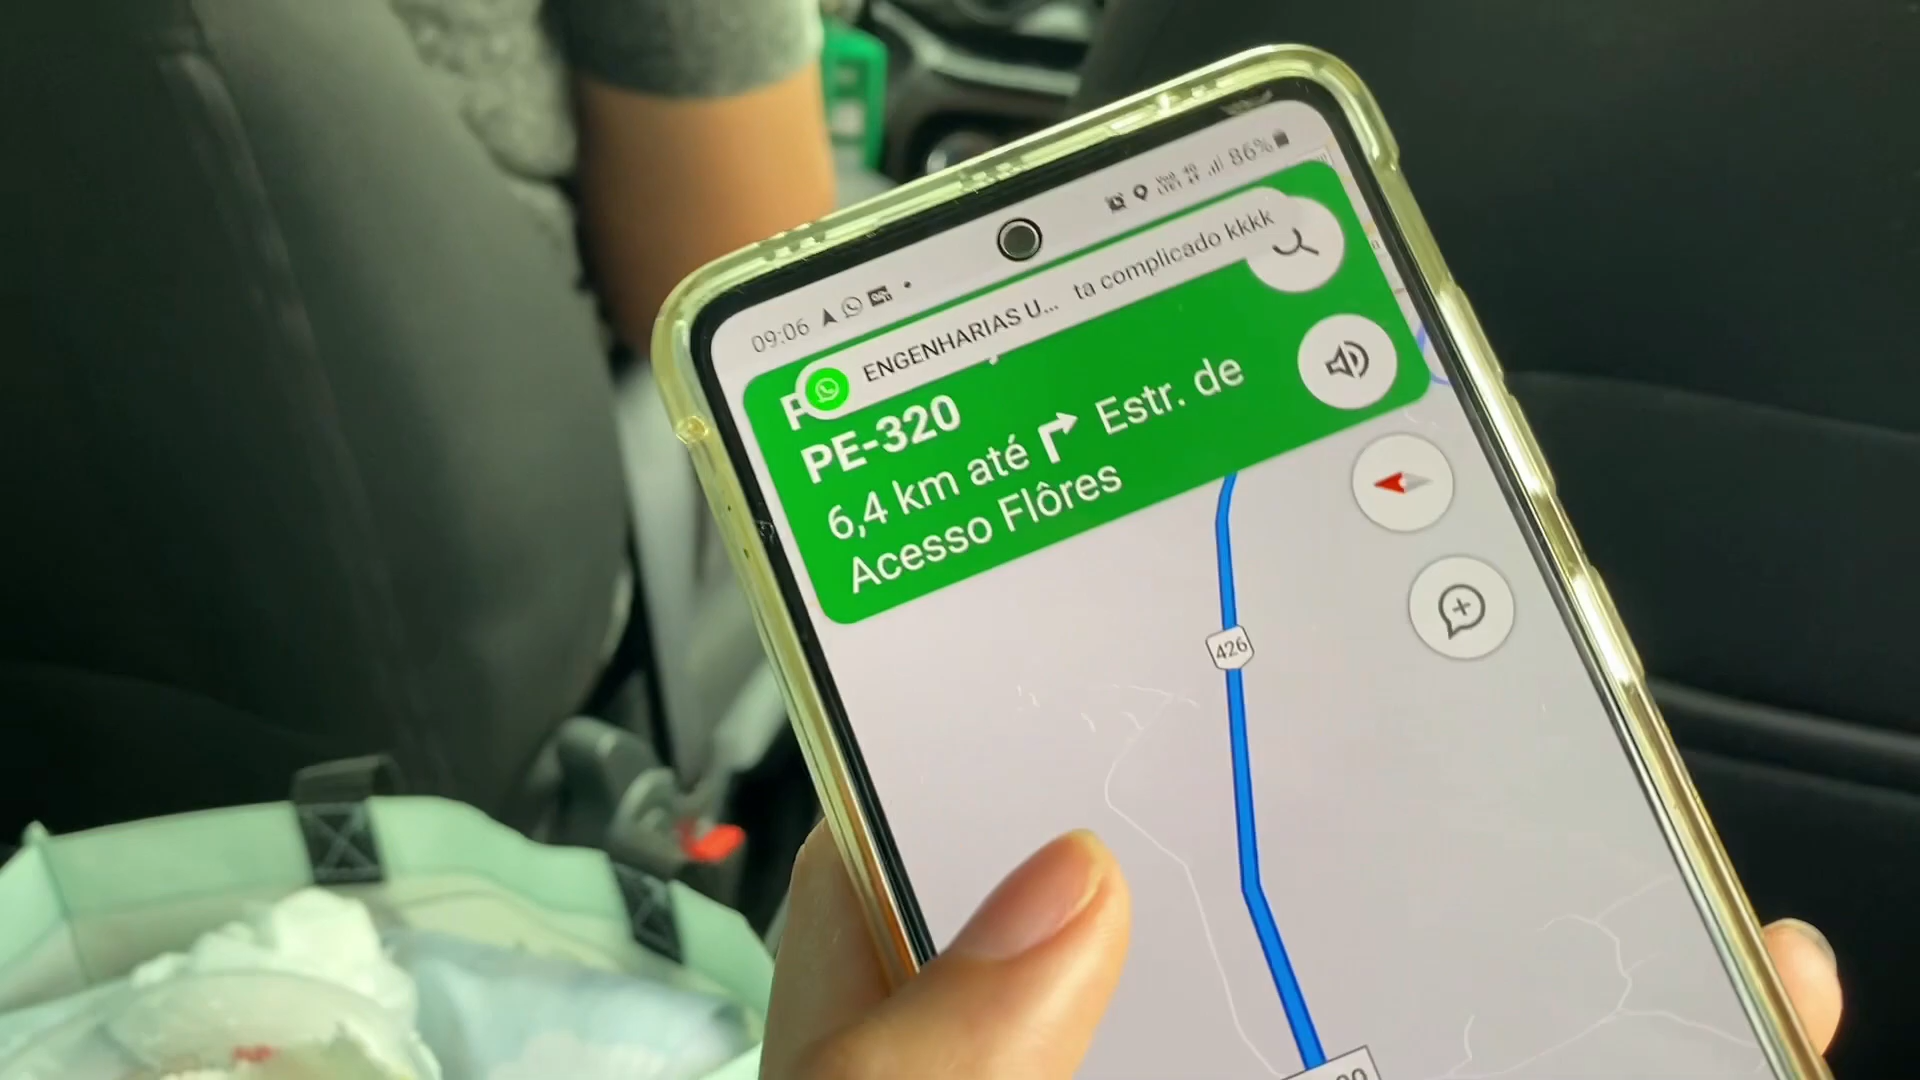 09:06
86%
ENGENHARIAS U... ta complicado kkkk
PE-320
6,4 km até Estr. de
Acesso Flôres
426